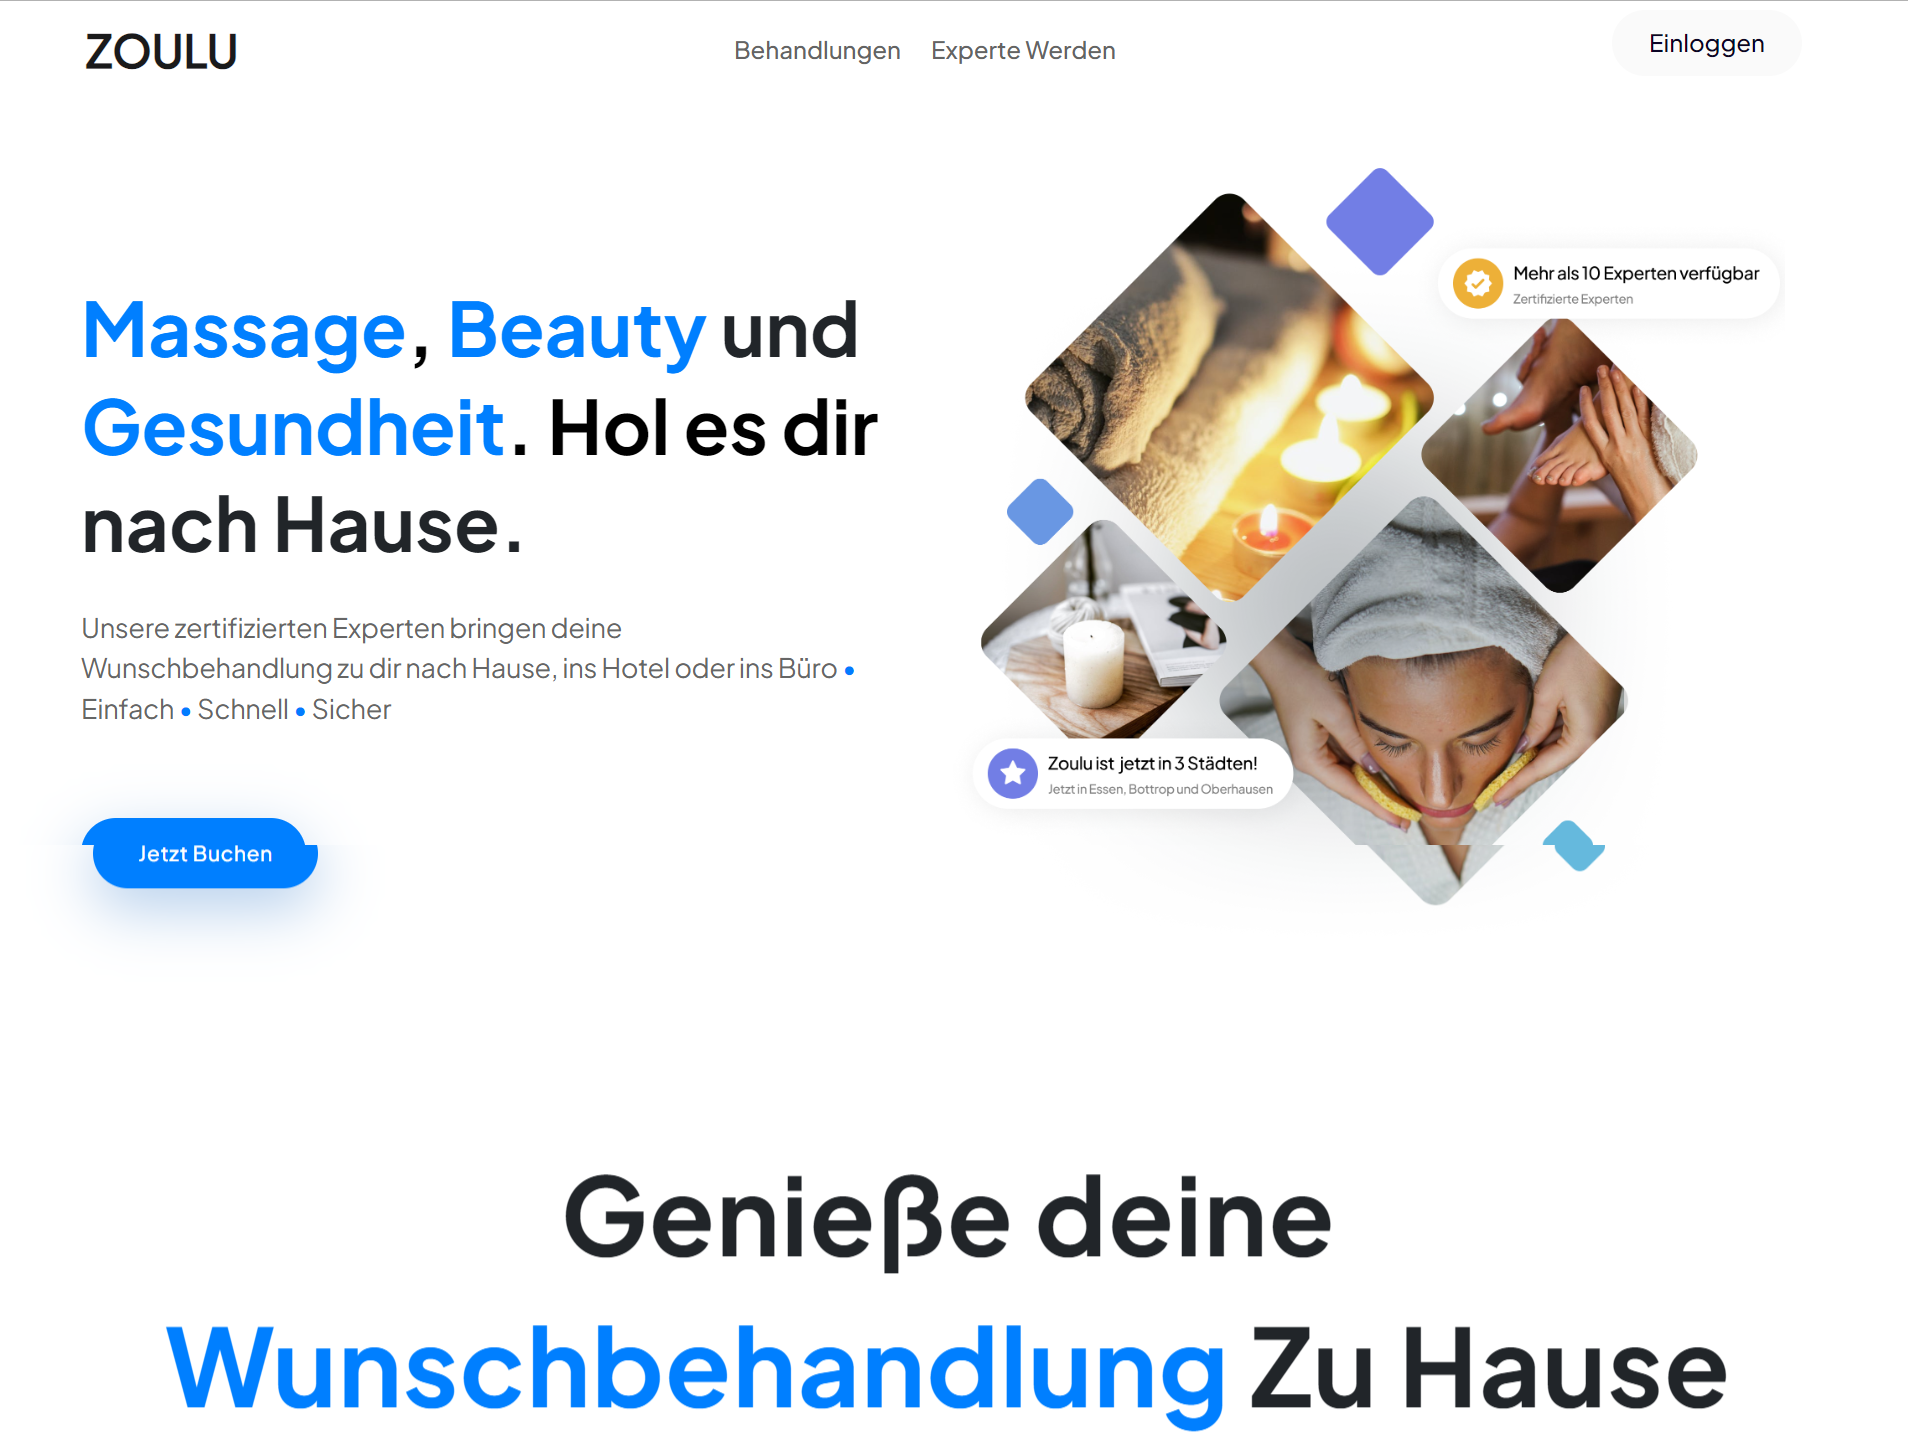 ZOULU
Behandlungen
Experte Werden
Einloggen
Massage, Beauty und
Gesundheit. Hol es dir
nach Hause.
Unsere zertifizierten Experten bringen deine
Wunschbehandlung zu dir nach Hause, ins Hotel oder ins Büro •
Einfach • Schnell • Sicher
Jetzt Buchen
Mehr als 10 Experten verfügbar
Zertifizierte Experten
Zoulu ist jetzt in 3 Städten!
Jetzt in Essen, Bottrop und Oberhausen
Genieße deine
Wunschbehandlung Zu Hause